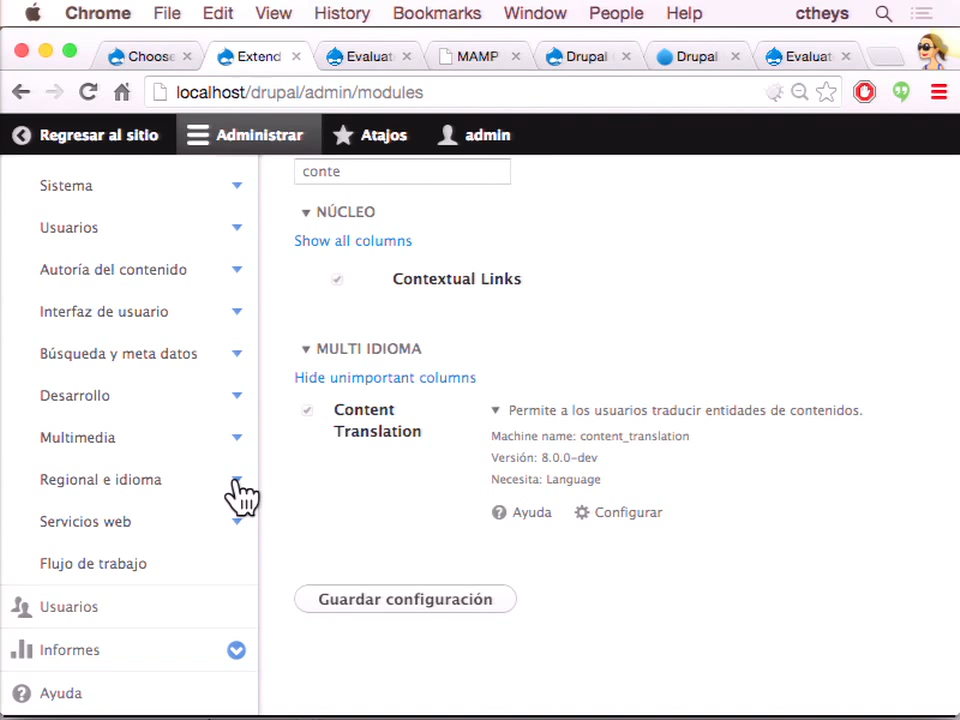 Chrome File Edit View History Bookmarks Window People Help ctheys
Choose Extend Evaluat MAMP Drupal Drupal Evaluat
localhost/drupal/admin/modules
Regresar al sitio Administrar Atajos admin
Sistema
Usuarios
Autoría del contenido
Interfaz de usuario
Búsqueda y meta datos
Desarrollo
Multimedia
Regional e idioma
Servicios web
Flujo de trabajo
Usuarios
Informes
Ayuda
conte
NÚCLEO
Show all columns
Contextual Links
MULTI IDIOMA
Hide unimportant columns
Content
Translation
Permite a los usuarios traducir entidades de contenidos.
Machine name: content_translation
Versión: 8.0.0-dev
Necesita: Language
Ayuda Configurar
Guardar configuración